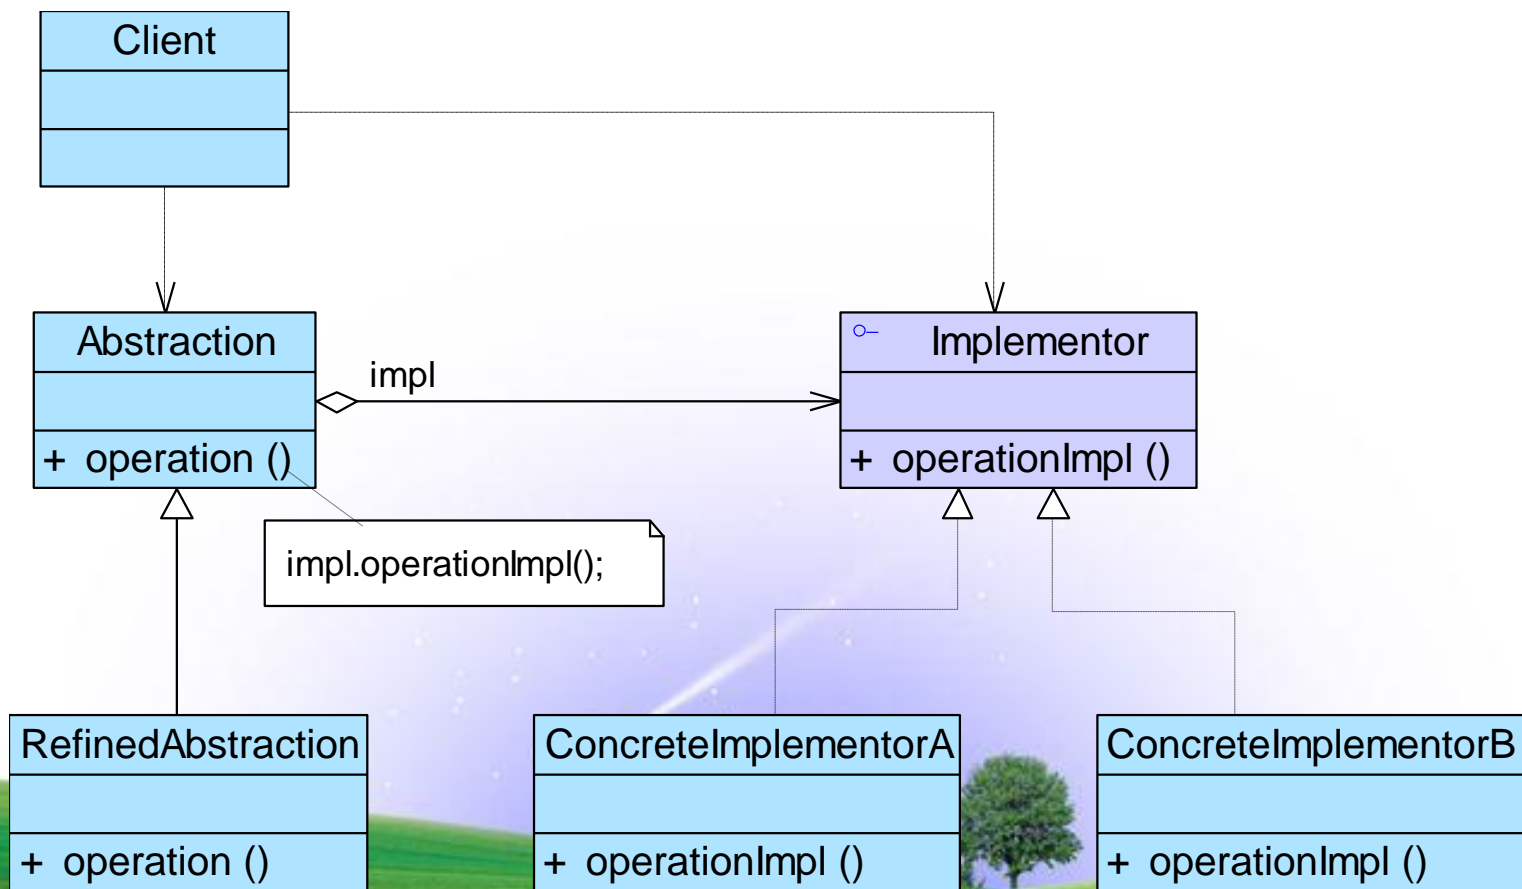 Client
Abstraction
impl
Implementor
+ operation ()
+ operationImpl ()
impl.operationImpl();
RefinedAbstraction
ConcreteImplementorA
ConcreteImplementorB
+ operation ()
+ operationImpl ()
+ operationImpl ()